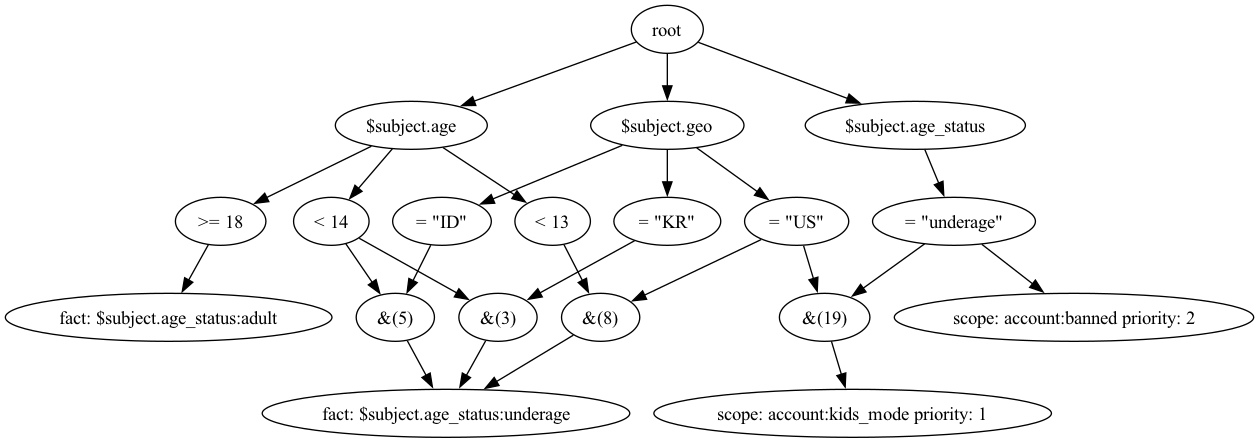 root
$subject.age
$subject.geo
$subject.age_status
>= 18
< 14
= "ID"
< 13
= "KR"
= "US"
= "underage"
fact: $subject.age_status:adult
&(5)
&(3)
&(8)
&(19)
scope: account:banned priority: 2
fact: $subject.age_status:underage
scope: account:kids_mode priority: 1